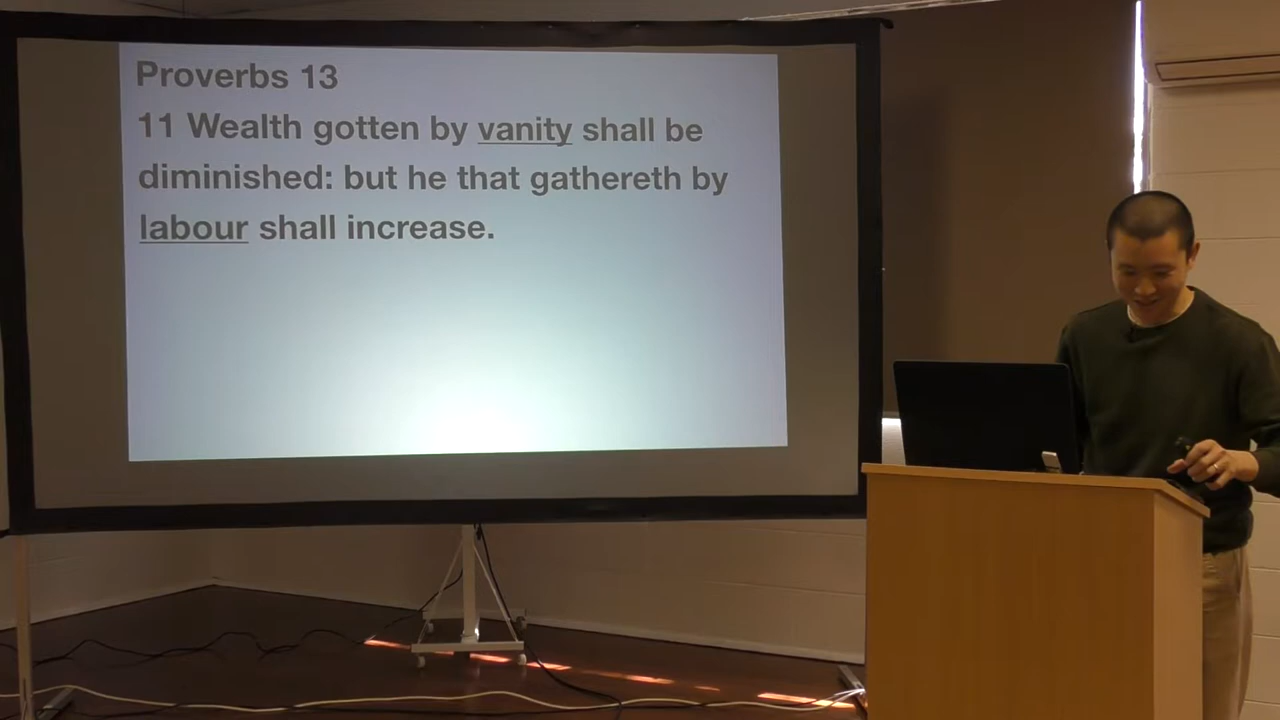 Proverbs 13
11 Wealth gotten by vanity shall be
diminished: but he that gathereth by
labour shall increase.